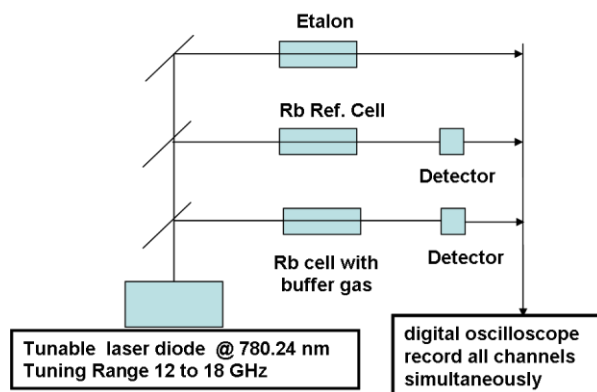 Etalon
Rb Ref. Cell
Detector
Rb cell with
buffer gas
Detector
Tunable laser diode @ 780.24 nm
Tuning Range 12 to 18 GHz
digital oscilloscope
record all channels
simultaneously